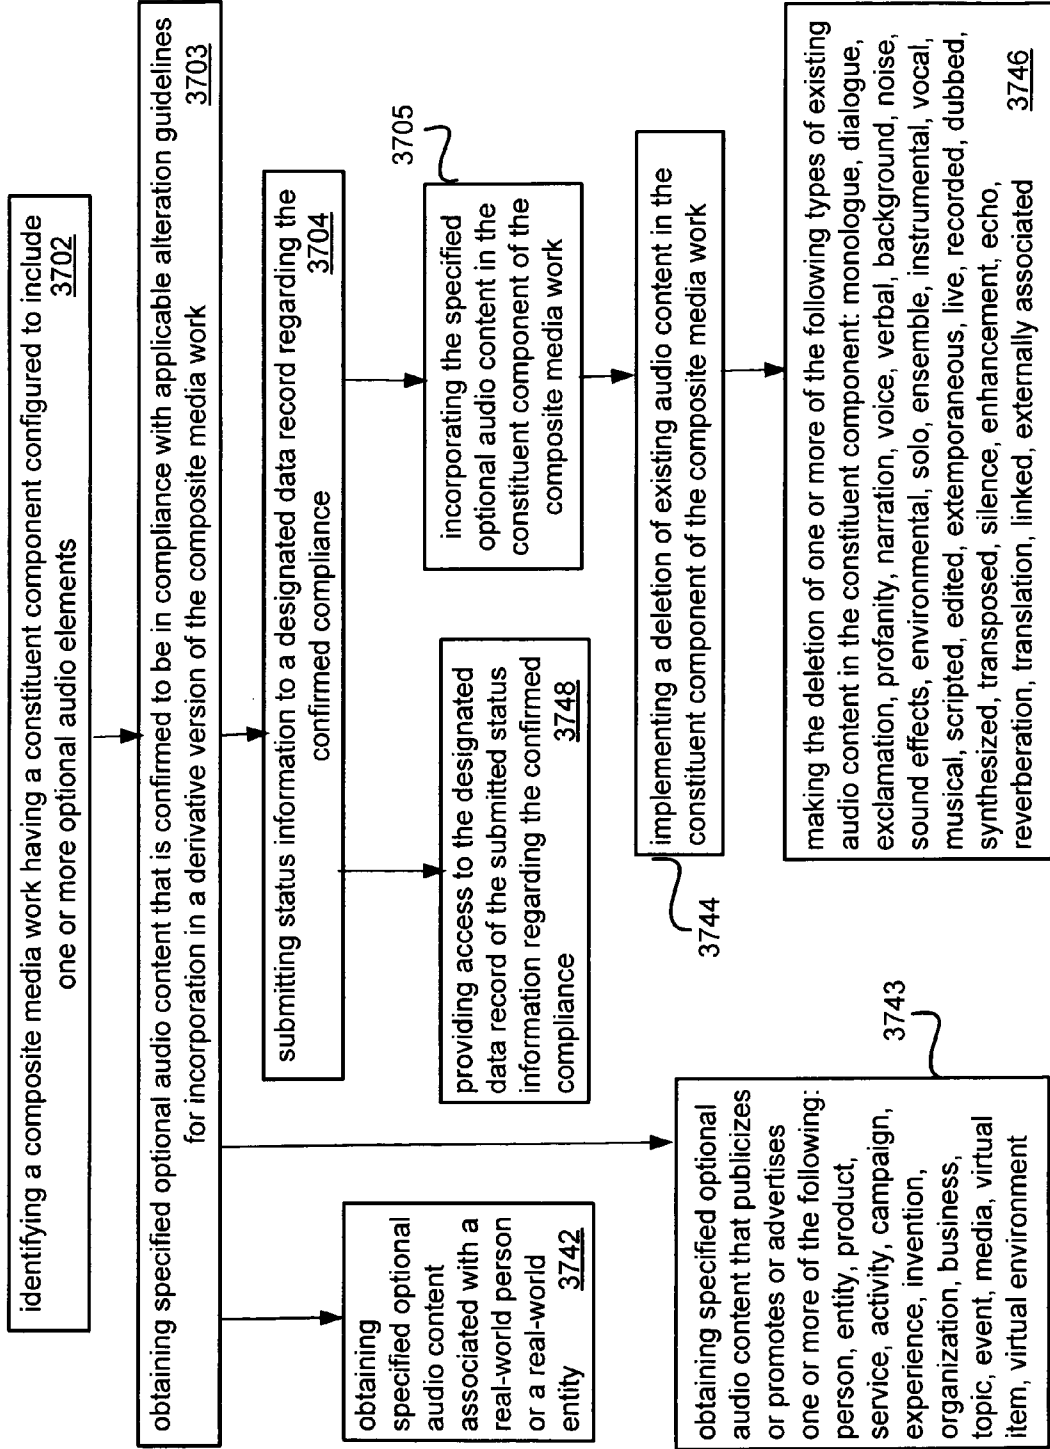 identifying a composite media work having a constituent component configured to include
one or more optional audio elements 3702
obtaining specified optional audio content that is confirmed to be in compliance with applicable alteration guidelines
for incorporation in a derivative version of the composite media work 3703
submitting status information to a designated data record regarding the
confirmed compliance 3704
obtaining
specified optional
audio content
associated with a
real-world person
or a real-world
entity 3742
providing access to the designated
data record of the submitted status
information regarding the confirmed
compliance 3748
incorporating the specified
optional audio content in the
constituent component of the
composite media work
3705
obtaining specified optional
audio content that publicizes
or promotes or advertises
one or more of the following:
person, entity, product,
service, activity, campaign,
experience, invention,
organization, business,
topic, event, media, virtual
item, virtual environment
3743
implementing a deletion of existing audio content in the
constituent component of the composite media work
3744
making the deletion of one or more of the following types of existing
audio content in the constituent component: monologue, dialogue,
exclamation, profanity, narration, voice, verbal, background, noise,
sound effects, environmental, solo, ensemble, instrumental, vocal,
musical, scripted, edited, extemporaneous, live, recorded, dubbed,
synthesized, transposed, silence, enhancement, echo,
reverberation, translation, linked, externally associated 3746